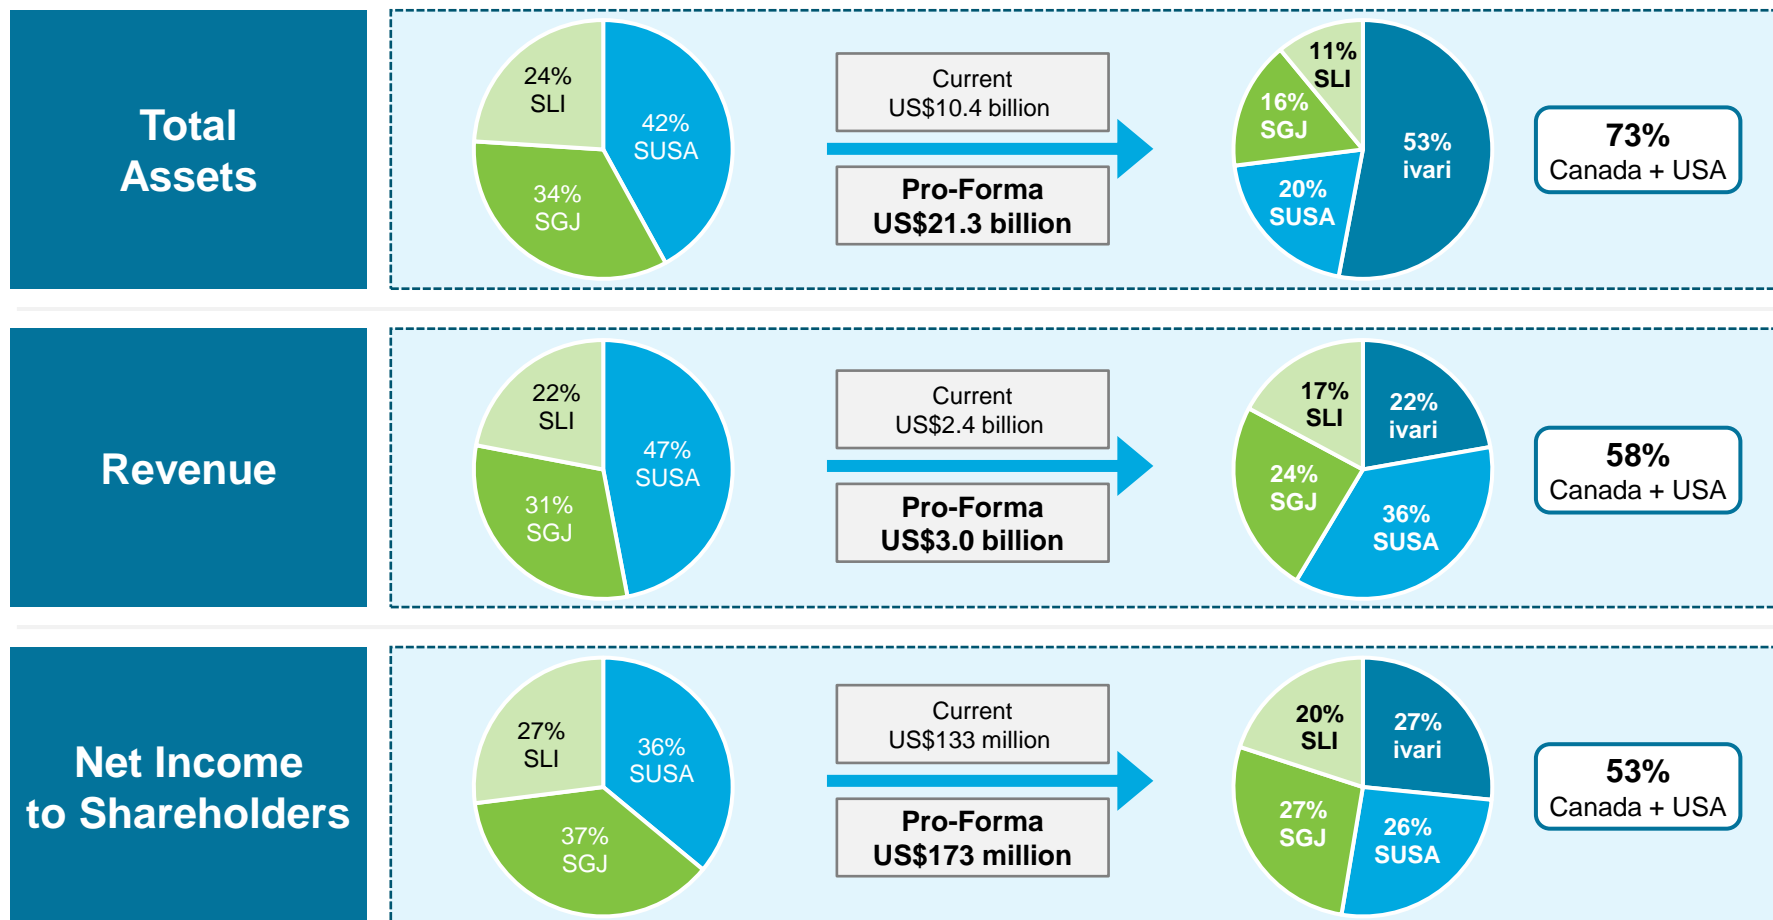 Total
Assets
24%
SLI
42%
SUSA
34%
SGJ
Current
US$10.4 billion
Pro-Forma
US$21.3 billion
11%
SLI
16%
SGJ
53%
ivari
20%
SUSA
73%
Canada + USA
Revenue
22%
SLI
47%
SUSA
31%
SGJ
Current
US$2.4 billion
Pro-Forma
US$3.0 billion
17%
SLI
22%
ivari
24%
SGJ
36%
SUSA
58%
Canada + USA
Net Income
to Shareholders
27%
SLI
36%
SUSA
37%
SGJ
Current
US$133 million
Pro-Forma
US$173 million
20%
SLI
27%
ivari
27%
SGJ
26%
SUSA
53%
Canada + USA